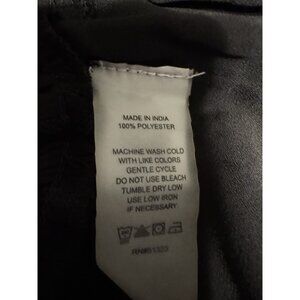 MADE IN INDIA
100% POLYESTER
MACHINE WASH COLD
WITH LIKE COLORS
GENTLE CYCLE
DO NOT USE BLEACH
TUMBLE DRY LOW
USE LOW IRON
IF NECESSARY